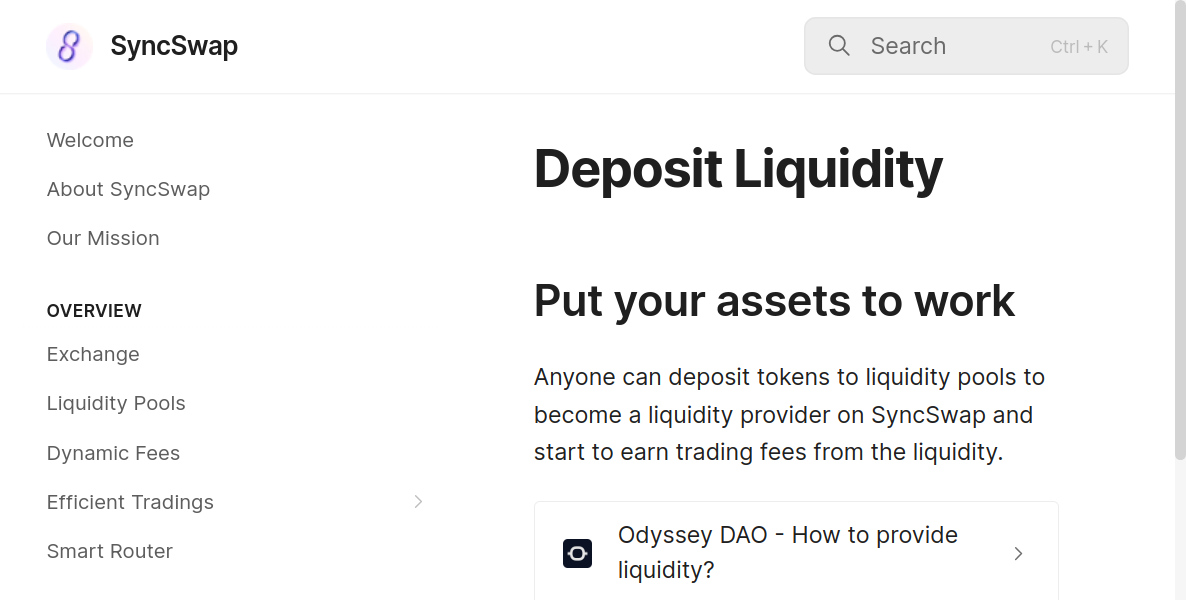 SyncSwap
Search
Ctrl + K
Welcome
About SyncSwap
Our Mission
OVERVIEW
Exchange
Liquidity Pools
Dynamic Fees
Efficient Tradings
Smart Router
Deposit Liquidity
Put your assets to work
Anyone can deposit tokens to liquidity pools to
become a liquidity provider on SyncSwap and
start to earn trading fees from the liquidity.
Odyssey DAO - How to provide
liquidity?